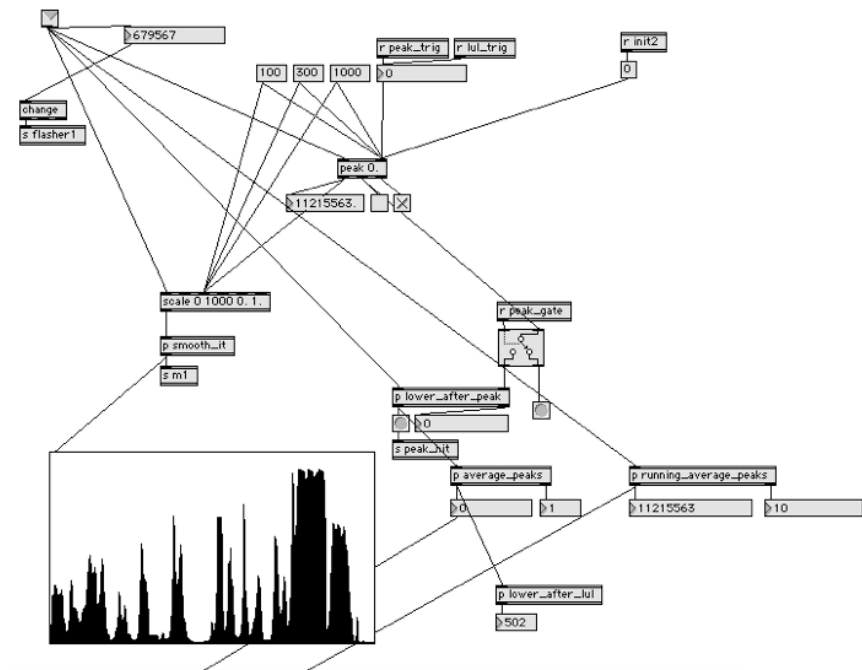 679567
r peak_trig
r lul_trig
r init2
100
300
1000
0
0
change
s flasher1
peak 0.
11215563.
scale 0 1000 0. 1.
r peak_gate
p smooth_it
s m1
p lower_after_peak
0
s peak_hit
p average_peaks
p running_average_peaks
0
1
11215563
10
p lower_after_lul
502